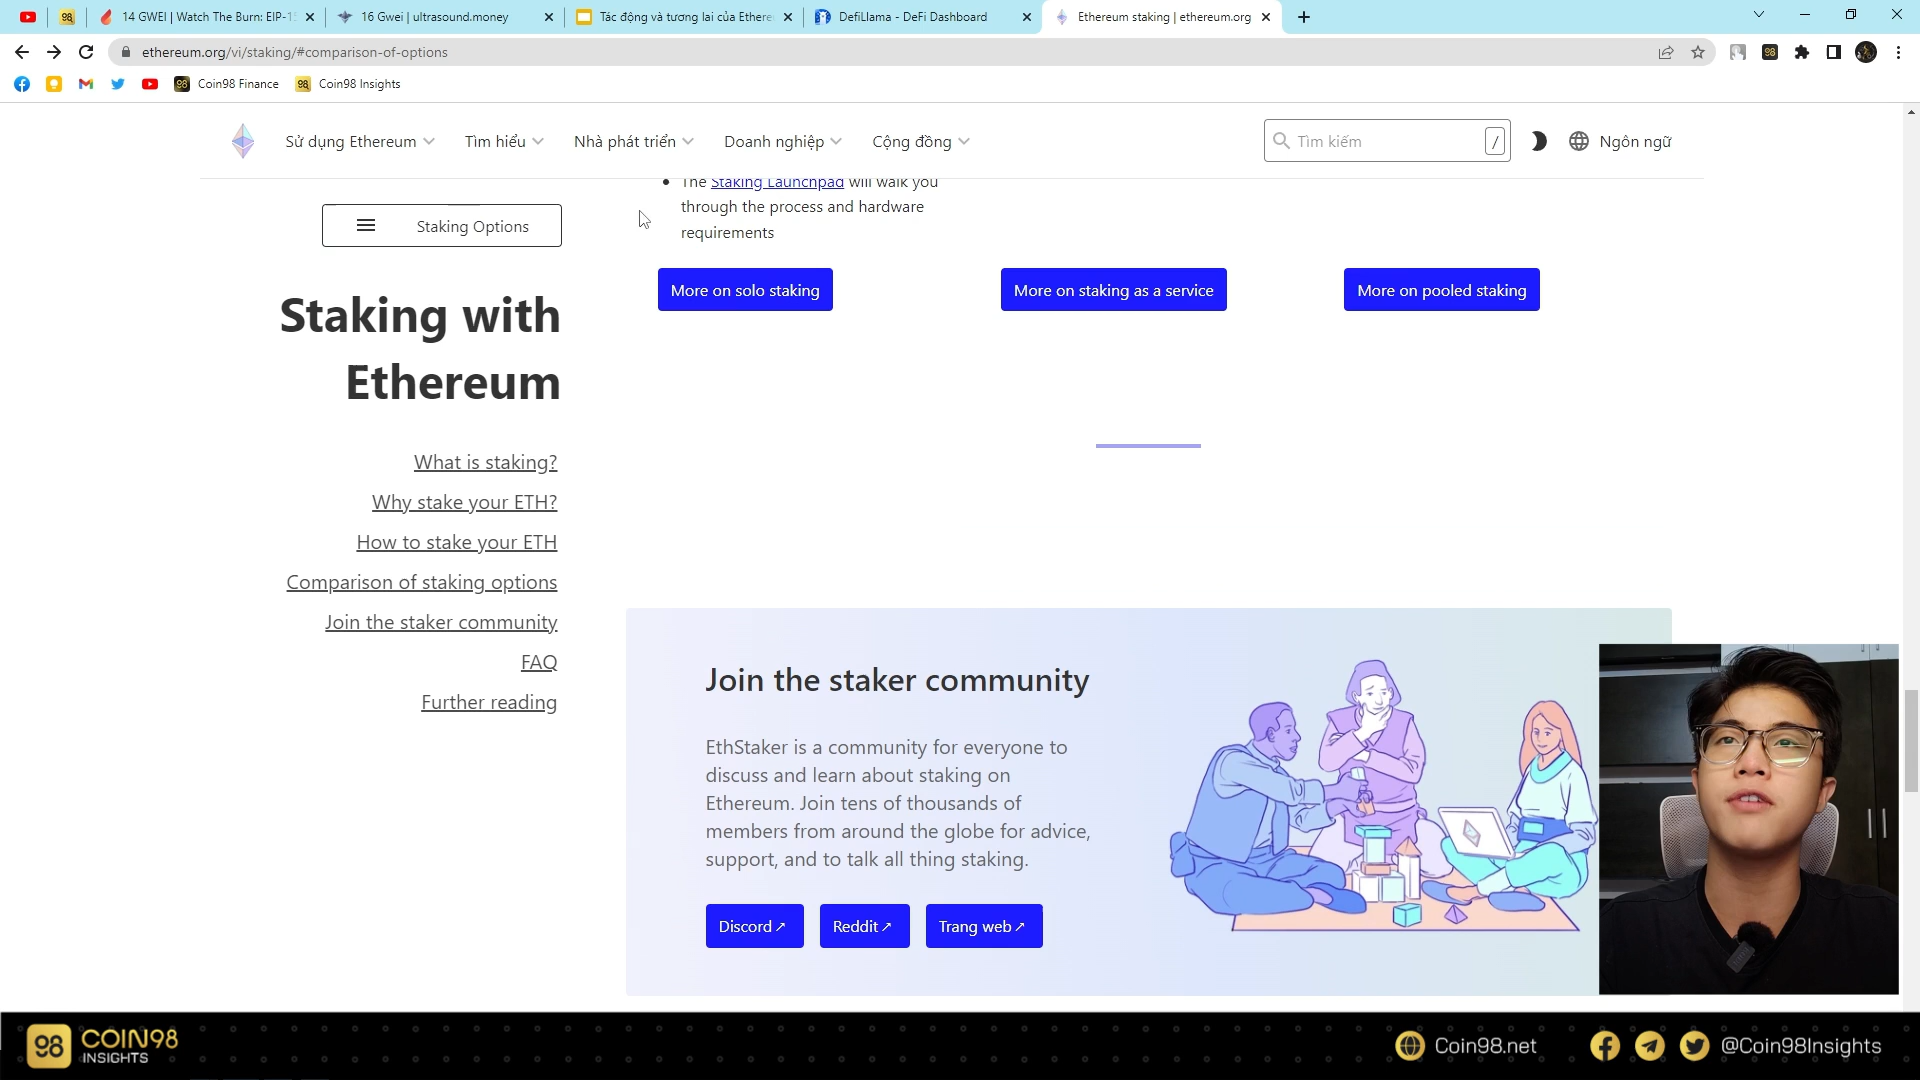 14 GWEI | Watch The Burn: EIP-15
16 Gwei | ultrasound.money
Tác động và tương lai của Ethere
DefiLlama - DeFi Dashboard
Ethereum staking | ethereum.org
ethereum.org/vi/staking/#comparison-of-options
Coin98 Finance
Coin98 Insights
Sử dụng Ethereum
Tìm hiểu
Nhà phát triển
Doanh nghiệp
Cộng đồng
Tìm kiếm
/
Ngôn ngữ
The Staking Launchpad will walk you
through the process and hardware
requirements
Staking Options
More on solo staking
More on staking as a service
More on pooled staking
Staking with
Ethereum
What is staking?
Why stake your ETH?
How to stake your ETH
Comparison of staking options
Join the staker community
FAQ
Further reading
Join the staker community
EthStaker is a community for everyone to
discuss and learn about staking on
Ethereum. Join tens of thousands of
members from around the globe for advice,
support, and to talk all thing staking.
Discord↗
Reddit↗
Trang web↗
98
COIN98
INSIGHTS
Coin98.net
@Coin98Insights